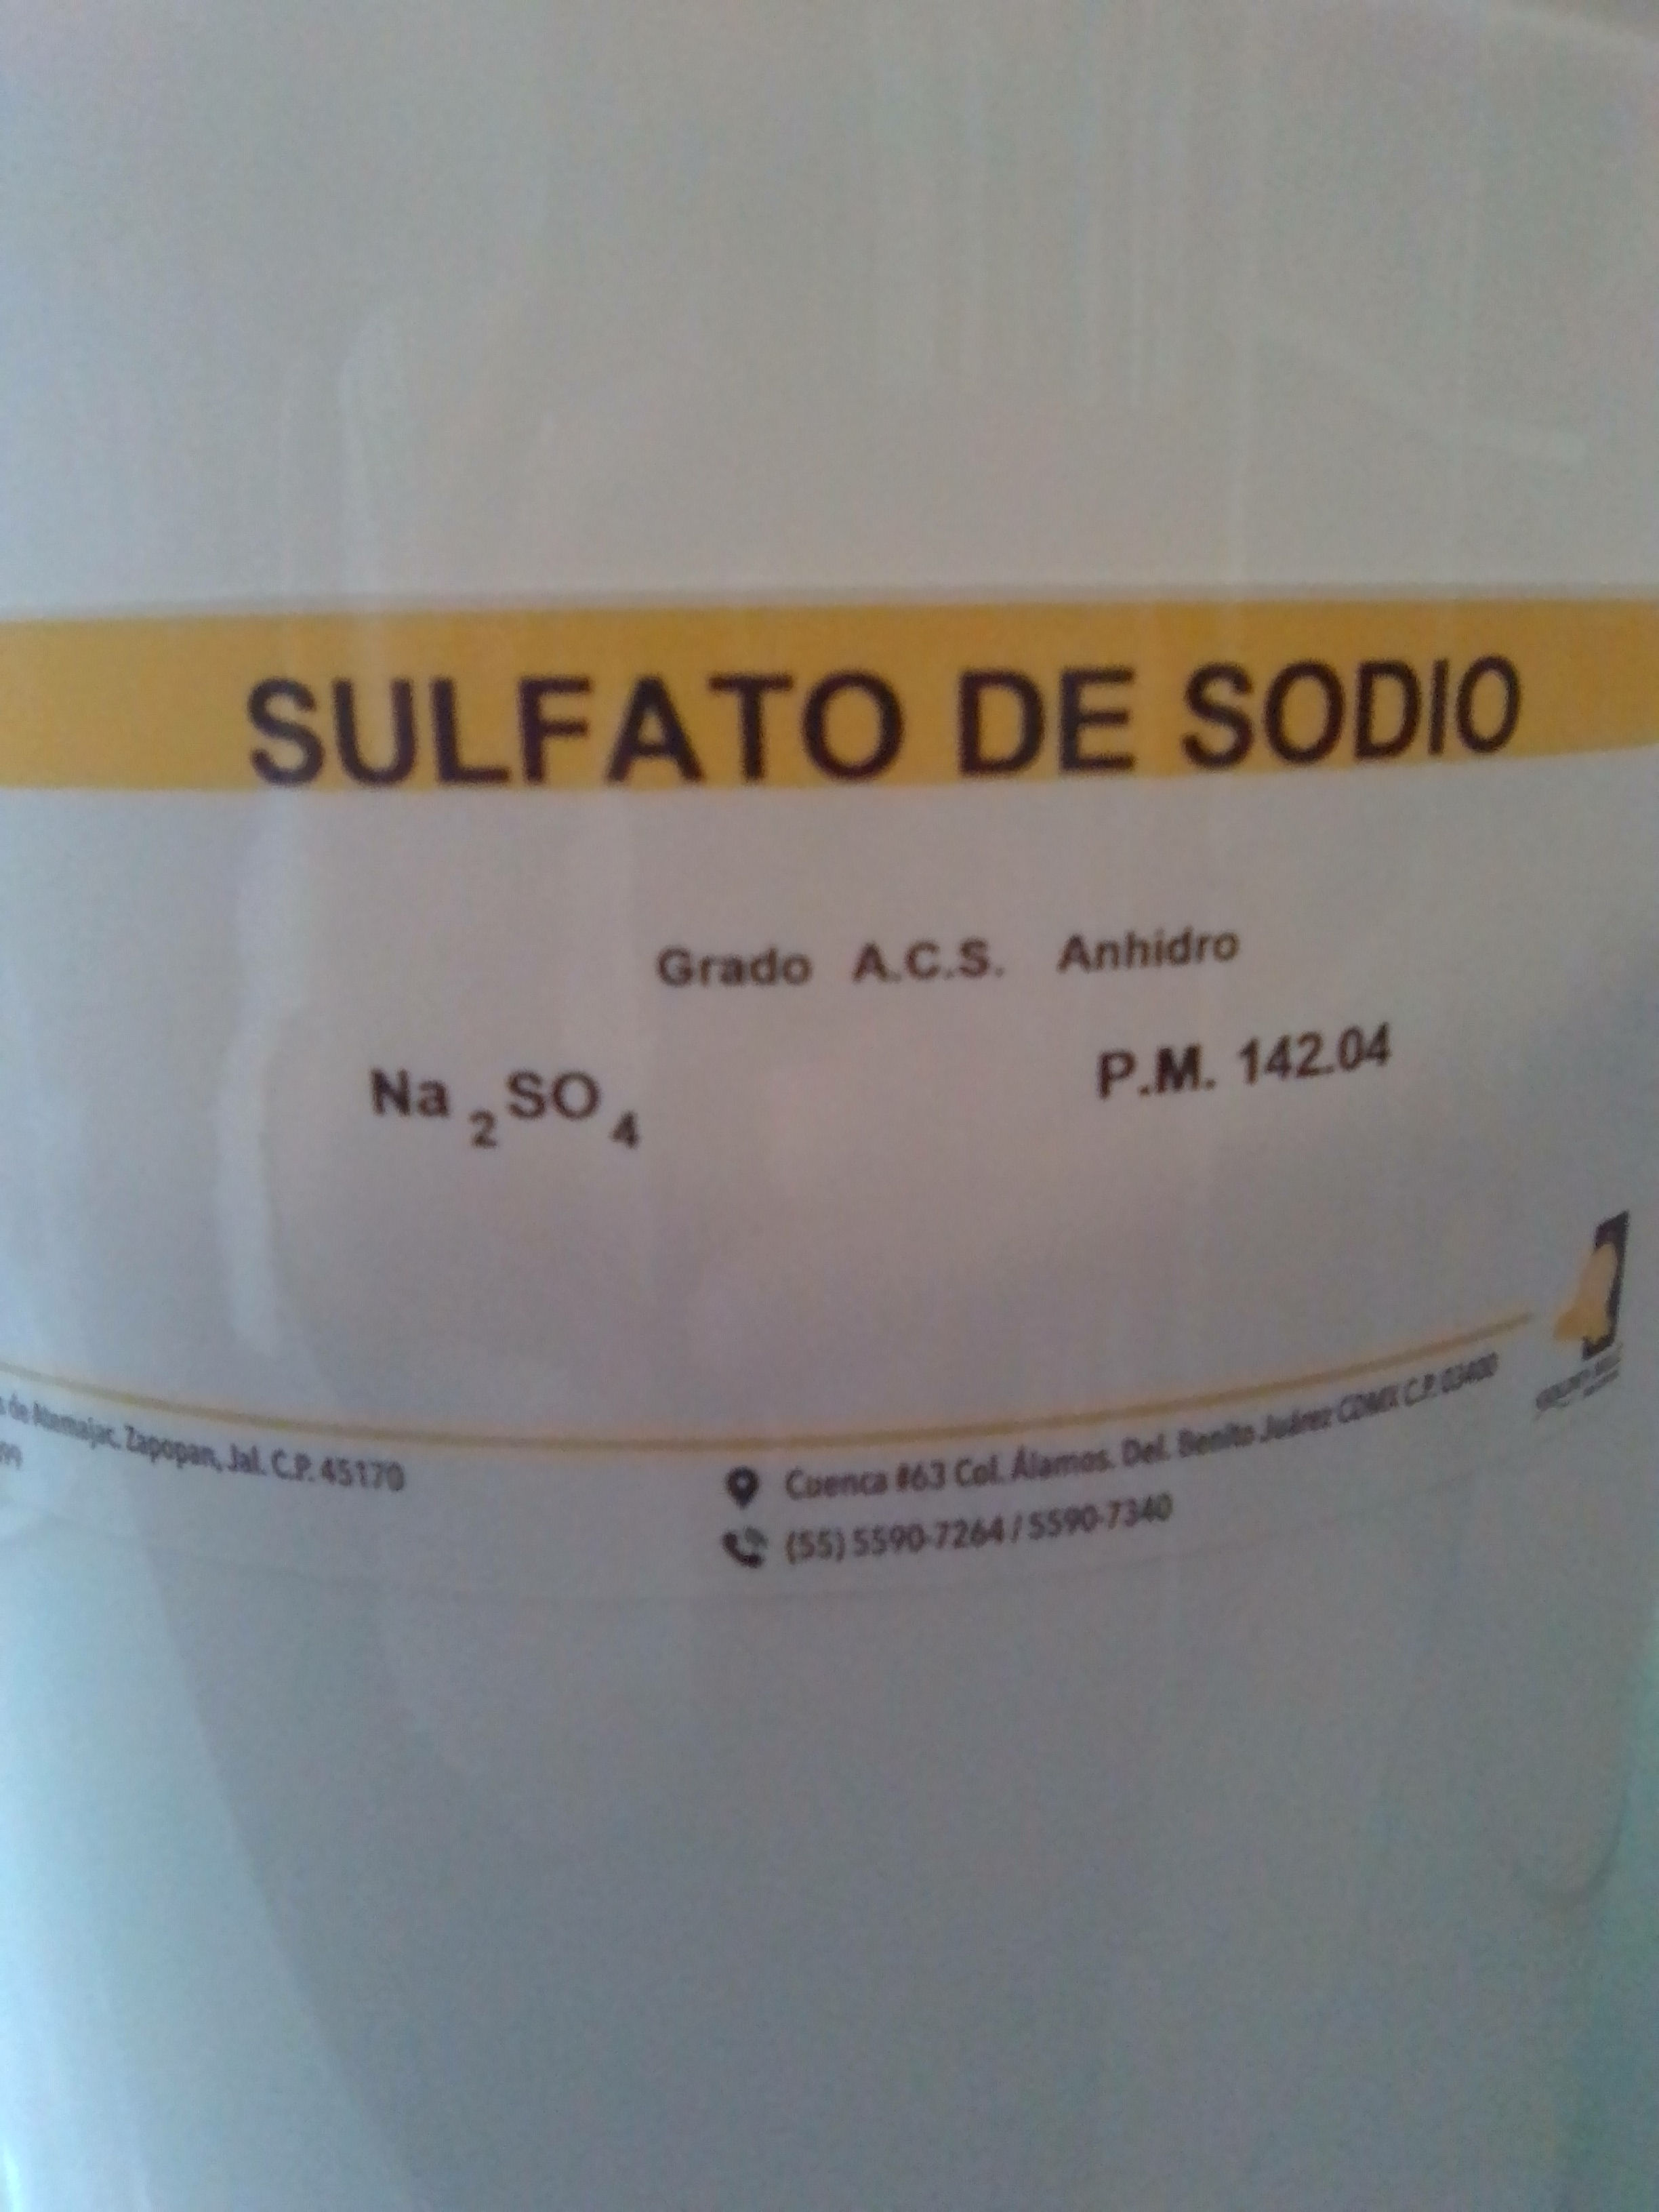 SULFATO DE SODIO
Grado A.C.S. Anhidro
Na2SO4
P.M. 142.04
de Atemajac, Zapopan, Jal. C.P. 45170
99
Cuenca #63 Col. Álamos. Del. Benito Juárez CDMX C.P. 03400
(55) 5590-7264 / 5590-7340